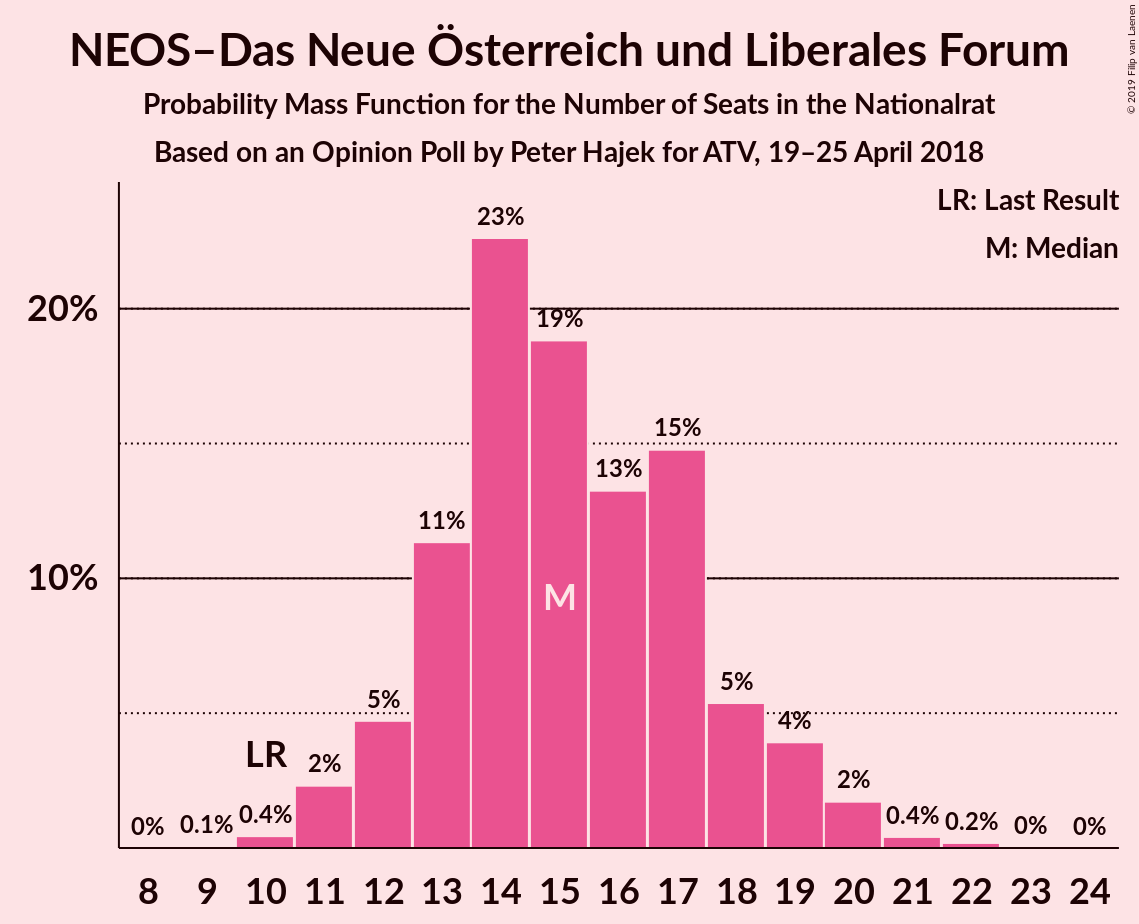 NEOS–Das Neue Österreich und Liberales Forum
Probability Mass Function for the Number of Seats in the Nationalrat
Based on an Opinion Poll by Peter Hajek for ATV, 19–25 April 2018
© 2019 Filip van Laenen
LR: Last Result
M: Median
23%
20%
19%
15%
13%
11%
10%
M
5%
5%
4%
LR
2%
2%
0% 0.1% 0.4% 0.4% 0.2% 0% 0%
8 9 10 11 12 13 14 15 16 17 18 19 20 21 22 23 24